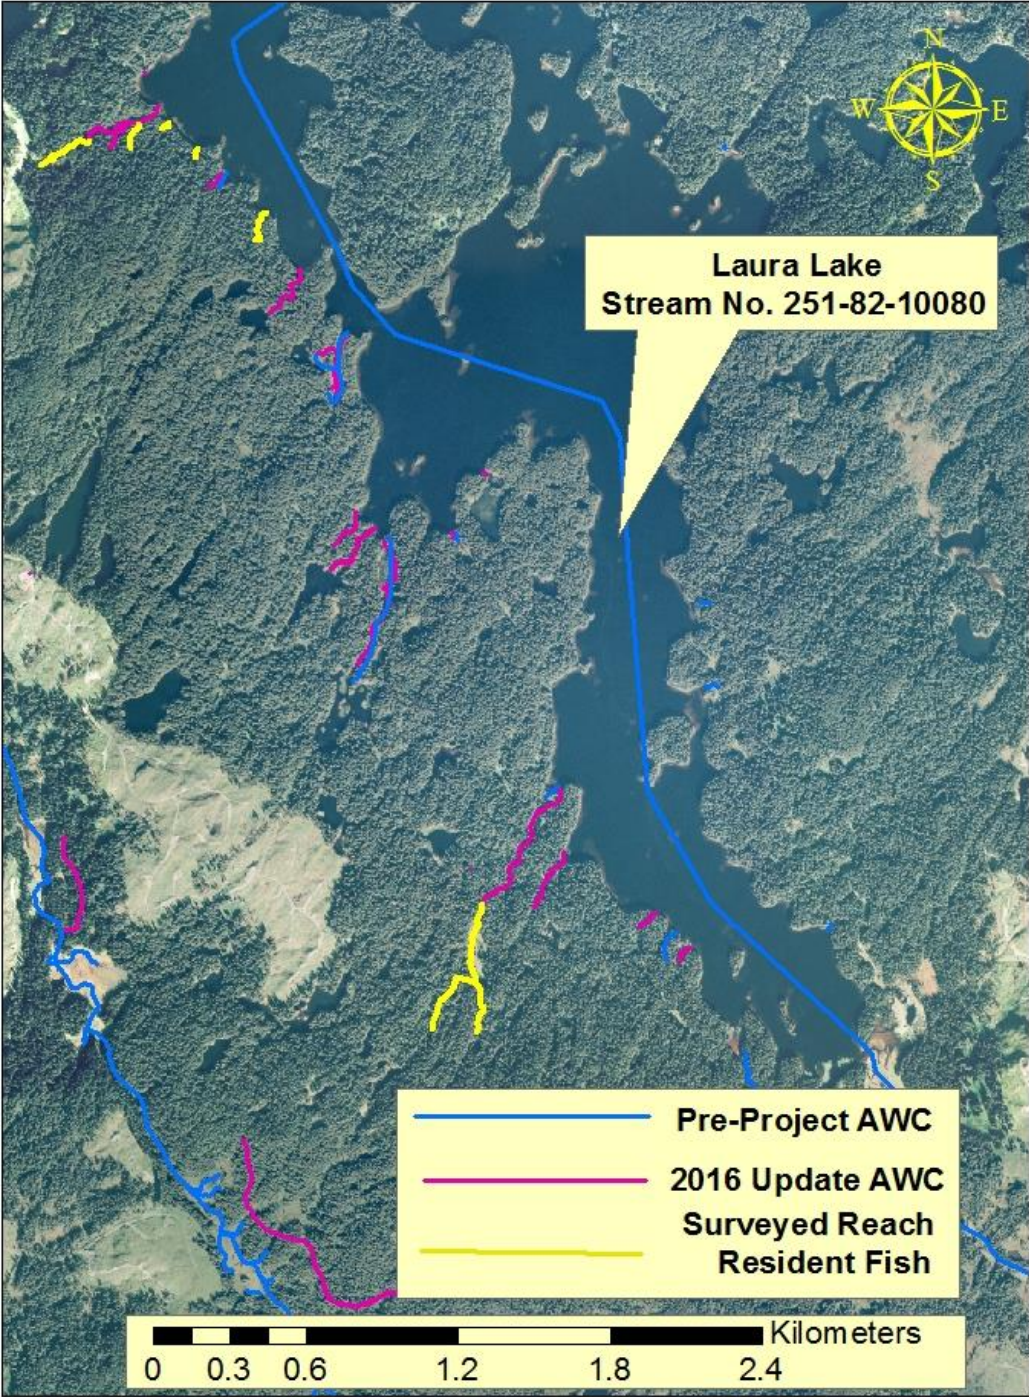 N
W E
S
Laura Lake
Stream No. 251-82-10080
Pre-Project AWC
2016 Update AWC
Surveyed Reach
Resident Fish
Kilometers
0 0.3 0.6 1.2 1.8 2.4